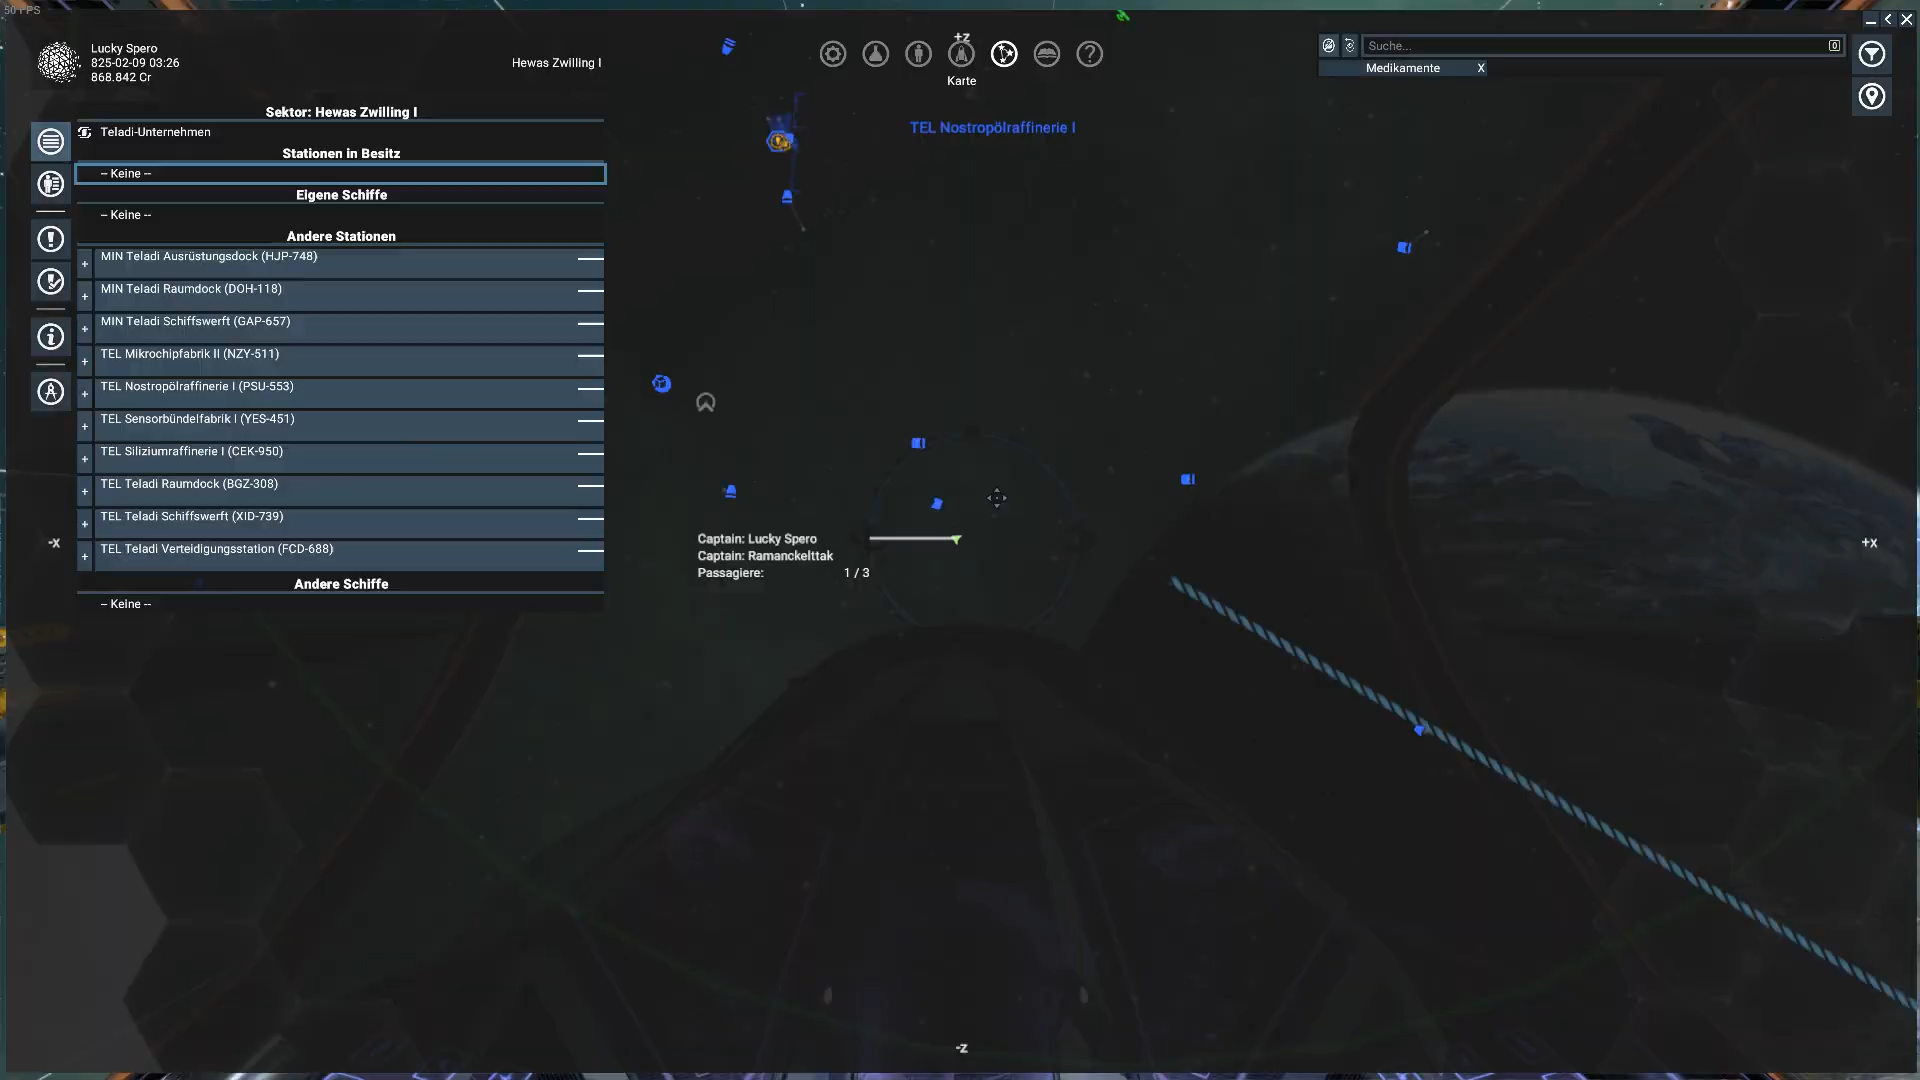 50 FPS
Lucky Spero
825-02-09 03:26
868.842 Cr
Hewas Zwilling I
Sektor: Hewas Zwilling I
Teladi-Unternehmen
Stationen in Besitz
-- Keine --
Eigene Schiffe
-- Keine --
Andere Stationen
+ MIN Teladi Ausrüstungsdock (HJP-748)
+ MIN Teladi Raumdock (DOH-118)
+ MIN Teladi Schiffswerft (GAP-657)
+ TEL Mikrochipfabrik II (NZY-511)
+ TEL Nostropölraffinerie I (PSU-553)
+ TEL Sensorbündelfabrik I (YES-451)
+ TEL Siliziumraffinerie I (CEK-950)
+ TEL Teladi Raumdock (BGZ-308)
+ TEL Teladi Schiffswerft (XID-739)
+ TEL Teladi Verteidigungsstation (FCD-688)
Andere Schiffe
-- Keine --
+Z
Karte
TEL Nostropölraffinerie I
Suche...
Medikamente X
Captain: Lucky Spero
Captain: Ramanckelttak
Passagiere: 1 / 3
-X
+X
-Z